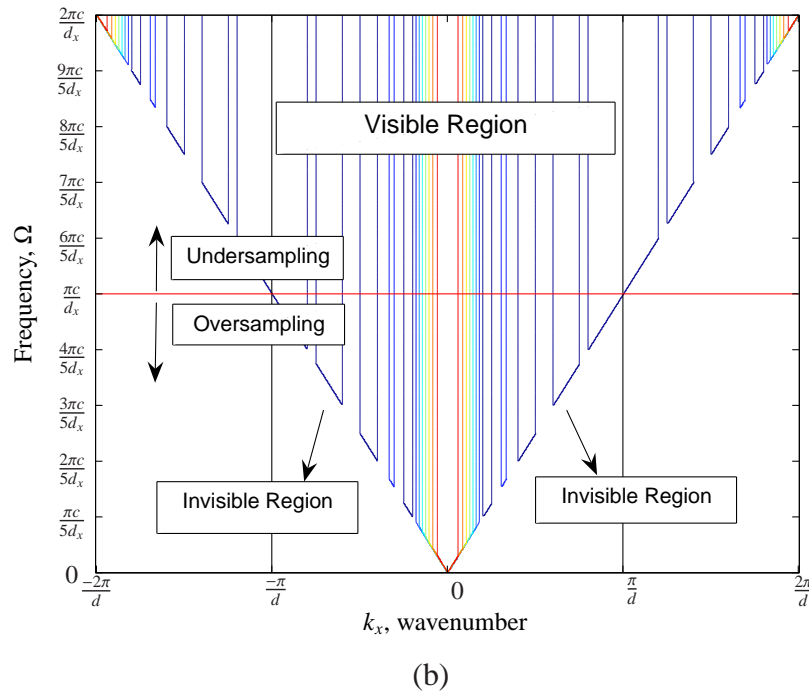 2πc/d_x
9πc/5d_x
8πc/5d_x
7πc/5d_x
6πc/5d_x
πc/d_x
4πc/5d_x
3πc/5d_x
2πc/5d_x
πc/5d_x
0
Frequency, Ω
Visible Region
Undersampling
Oversampling
Invisible Region
Invisible Region
-2π/d
-π/d
0
π/d
2π/d
k_x, wavenumber
(b)